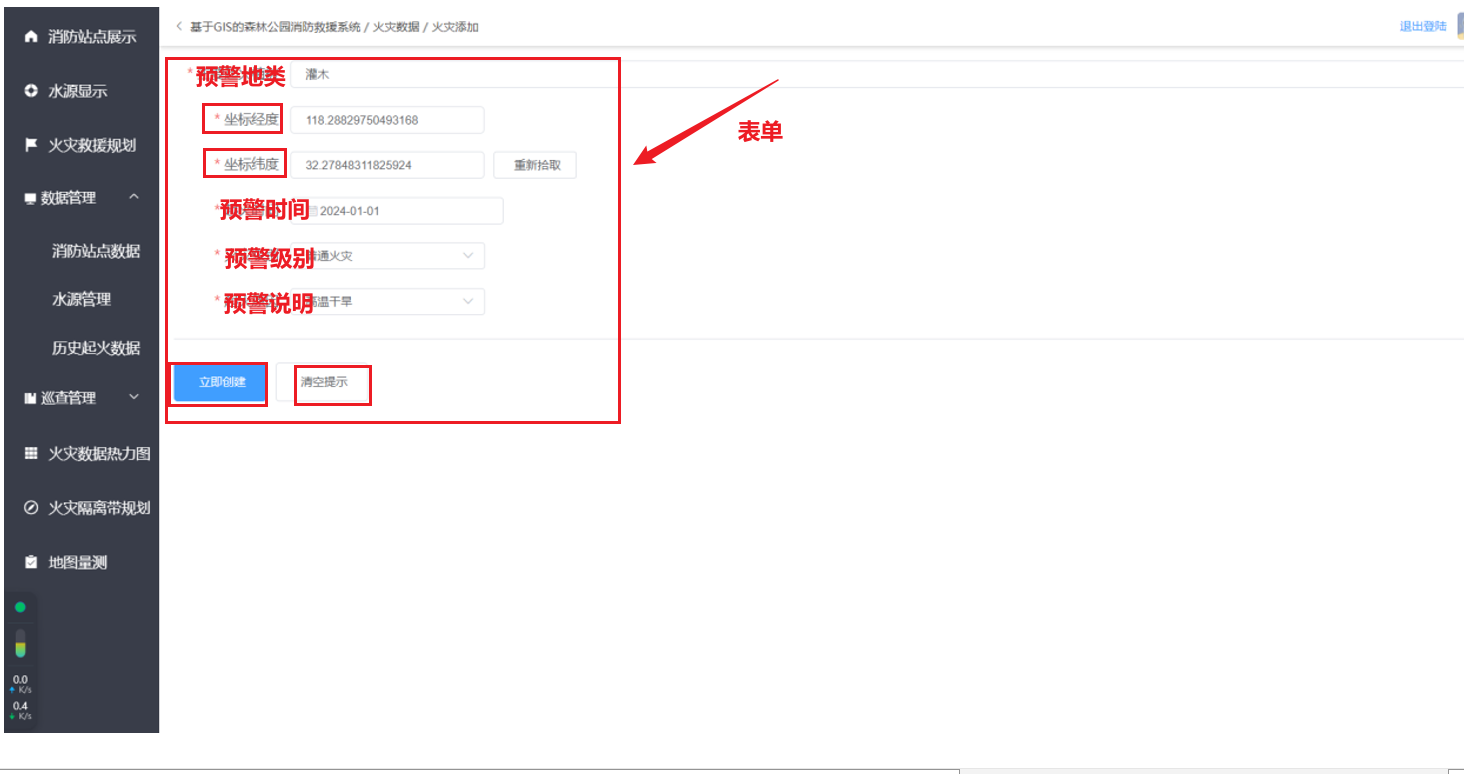 消防站点展示
水源显示
火灾救援规划
数据管理
消防站点数据
水源管理
历史起火数据
巡查管理
火灾数据热力图
火灾隔离带规划
地图量测
0.0
K/s
0.4
K/s
基于GIS的森林公园消防救援系统 / 火灾数据 / 火灾添加
退出登陆
* 预警地类 灌木
* 坐标经度 118.28829750493168
* 坐标纬度 32.27848311825924 重新拾取
* 预警时间 2024-01-01
* 预警级别 通火灾
* 预警说明 高温干旱
立即创建 清空提示
表单